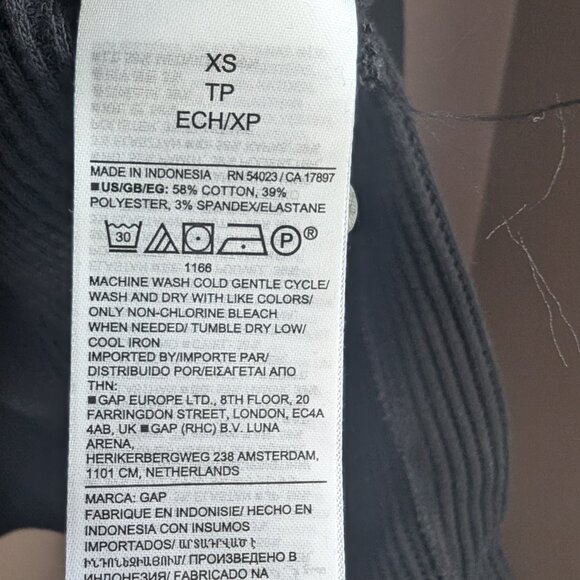 XS
TP
ECH/XP
MADE IN INDONESIA RN 54023 / CA 17897
■US/GB/EG: 58% COTTON, 39%
POLYESTER, 3% SPANDEX/ELASTANE
30 P ®
1166
MACHINE WASH COLD GENTLE CYCLE/
WASH AND DRY WITH LIKE COLORS/
ONLY NON-CHLORINE BLEACH
WHEN NEEDED/ TUMBLE DRY LOW/
COOL IRON
IMPORTED BY/IMPORTE PAR/
DISTRIBUIDO POR/ΕΙΣΑΓΕΤΑΙ ΑΠΟ
ΤΗΝ:
■GAP EUROPE LTD., 8TH FLOOR, 20
FARRINGDON STREET, LONDON, EC4A
4AB, UK ■GAP (RHC) B.V. LUNA
ARENA,
HERIKERBERGWEG 238 AMSTERDAM,
1101 CM, NETHERLANDS
MARCA: GAP
FABRIQUE EN INDONISIE/ HECHO EN
INDONESIA CON INSUMOS
IMPORTADOS/ ԱՐՏԱԴՐՎԱԾ Է
ԻՆԴՈՆԵԶԻԱՅՈՒՄ/ ПРОИЗВЕДЕНО В
ИНДОНЕЗИЯ/ FABRICADO NA